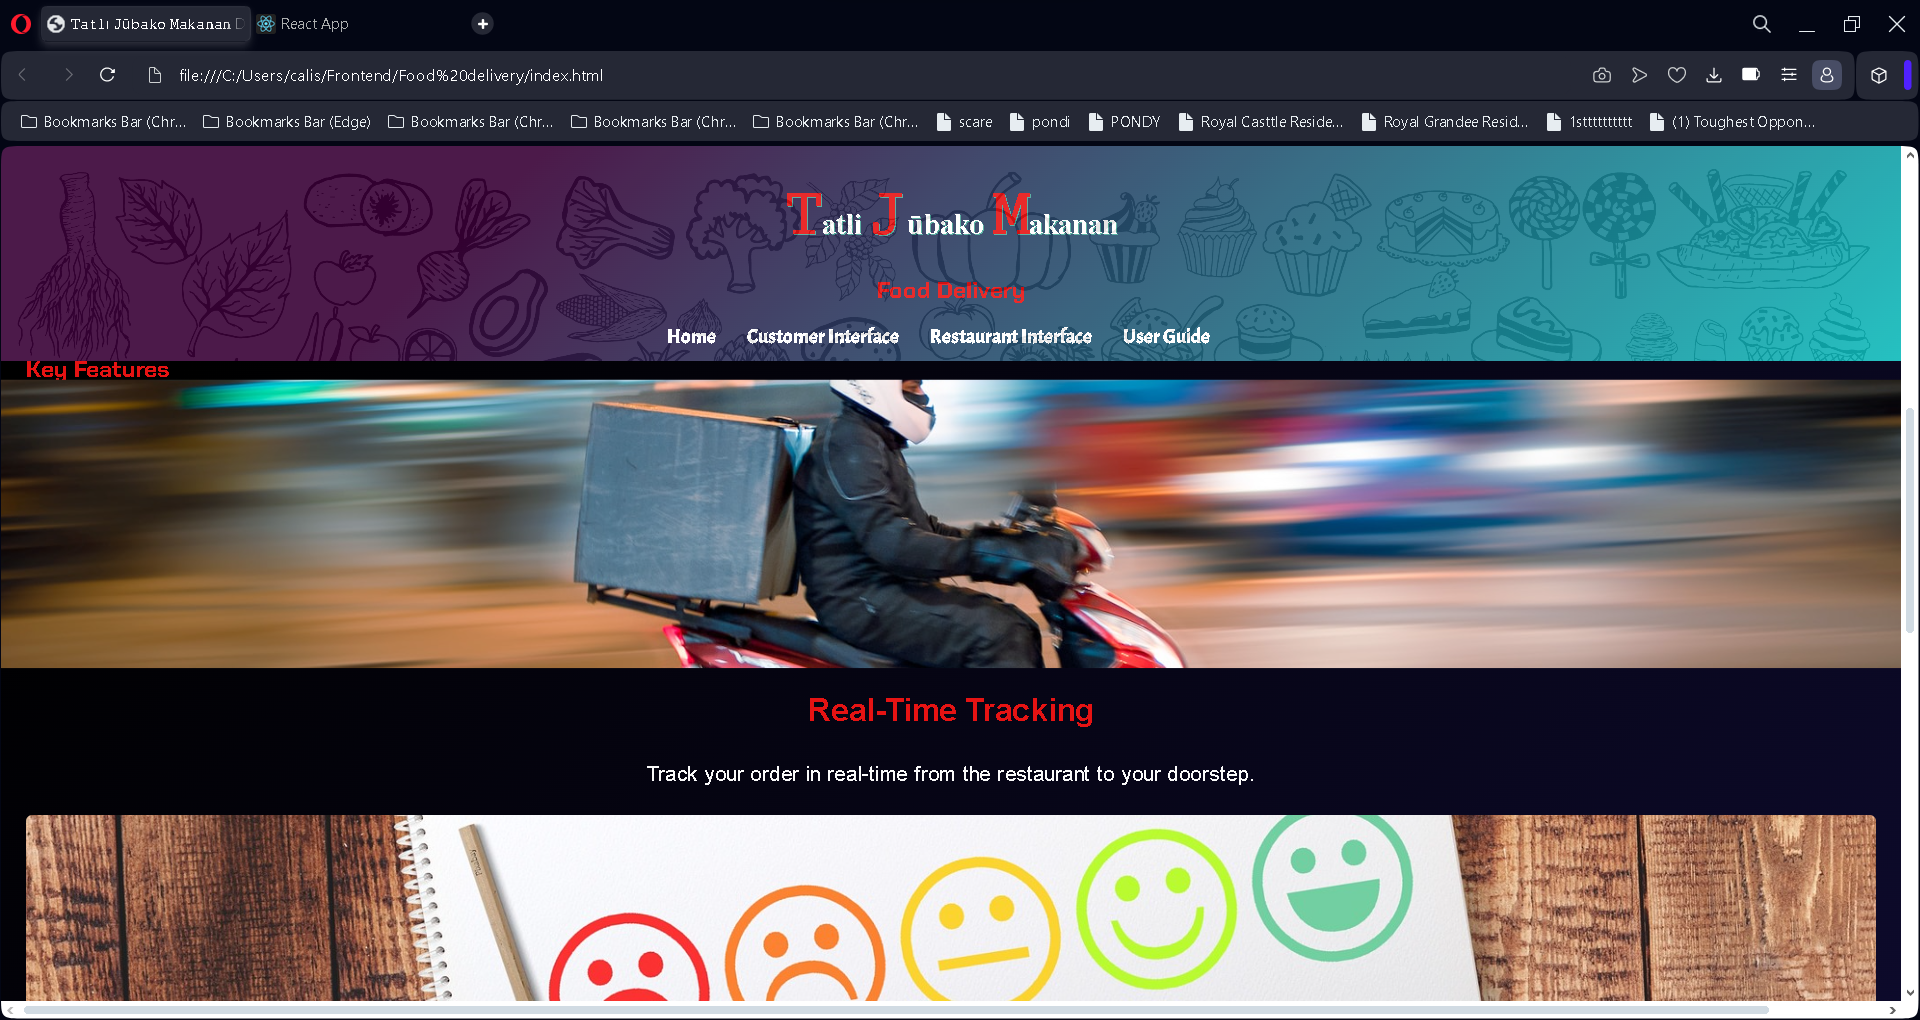 Tatlı Jūbako Makanan D
React App
file:///C:/Users/calis/Frontend/Food%20delivery/index.html
Bookmarks Bar (Chr... Bookmarks Bar (Edge) Bookmarks Bar (Chr... Bookmarks Bar (Chr... Bookmarks Bar (Chr... scare pondi PONDY Royal Casttle Reside... Royal Grandee Resid... 1stttttttttt (1) Toughest Oppon...
Tatli Jūbako Makanan
Food Delivery
Home Customer Interface Restaurant Interface User Guide
Key Features
Real-Time Tracking
Track your order in real-time from the restaurant to your doorstep.